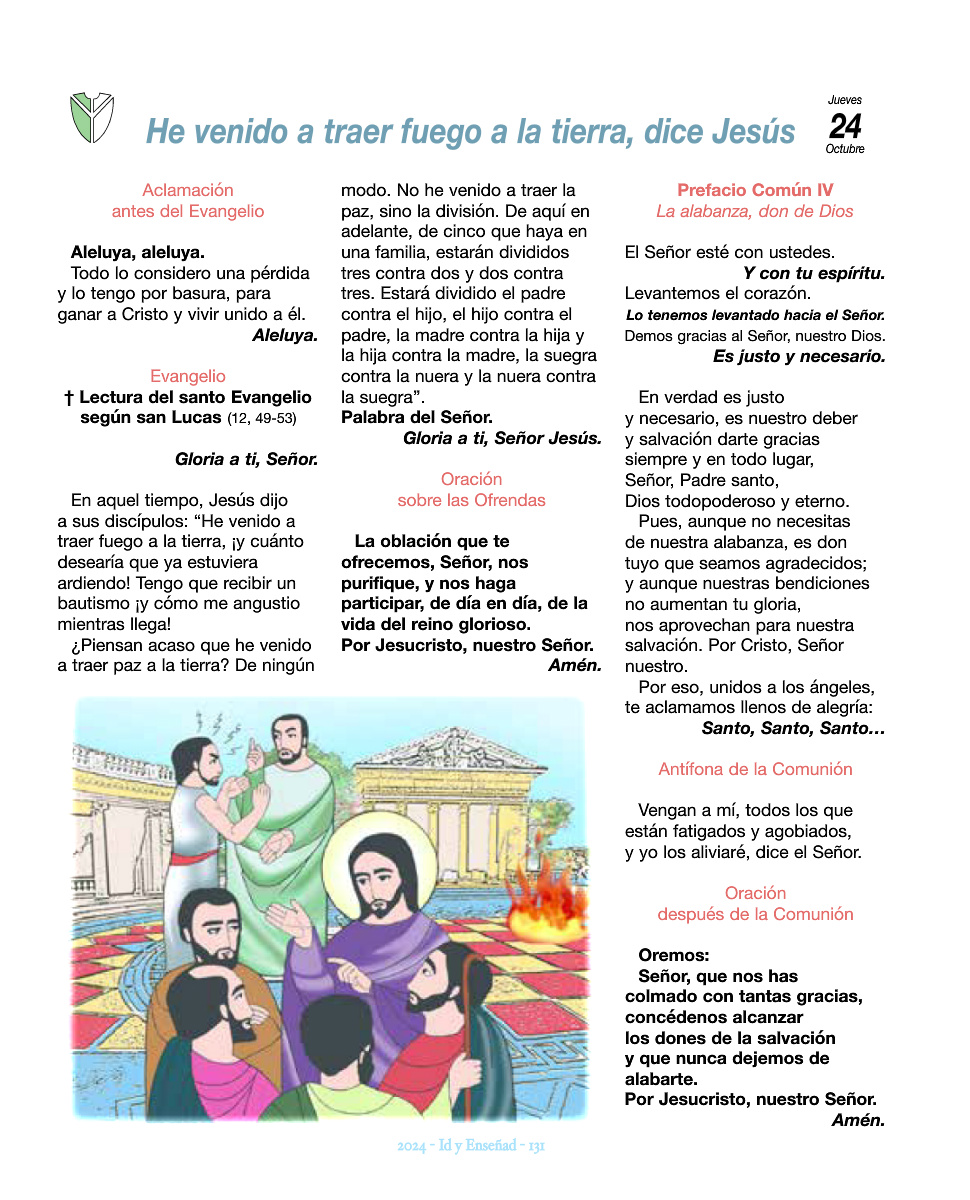 He venido a traer fuego a la tierra, dice Jesús
Jueves
24
Octubre
Aclamación
antes del Evangelio
Aleluya, aleluya.
Todo lo considero una pérdida
y lo tengo por basura, para
ganar a Cristo y vivir unido a él.
Aleluya.
Evangelio
† Lectura del santo Evangelio
según san Lucas (12, 49-53)
Gloria a ti, Señor.
En aquel tiempo, Jesús dijo
a sus discípulos: “He venido a
traer fuego a la tierra, ¡y cuánto
desearía que ya estuviera
ardiendo! Tengo que recibir un
bautismo ¡y cómo me angustio
mientras llega!
¿Piensan acaso que he venido
a traer paz a la tierra? De ningún
modo. No he venido a traer la
paz, sino la división. De aquí en
adelante, de cinco que haya en
una familia, estarán divididos
tres contra dos y dos contra
tres. Estará dividido el padre
contra el hijo, el hijo contra el
padre, la madre contra la hija y
la hija contra la madre, la suegra
contra la nuera y la nuera contra
la suegra”.
Palabra del Señor.
Gloria a ti, Señor Jesús.
Oración
sobre las Ofrendas
La oblación que te
ofrecemos, Señor, nos
purifique, y nos haga
participar, de día en día, de la
vida del reino glorioso.
Por Jesucristo, nuestro Señor.
Amén.
Prefacio Común IV
La alabanza, don de Dios
El Señor esté con ustedes.
Y con tu espíritu.
Levantemos el corazón.
Lo tenemos levantado hacia el Señor.
Demos gracias al Señor, nuestro Dios.
Es justo y necesario.
En verdad es justo
y necesario, es nuestro deber
y salvación darte gracias
siempre y en todo lugar,
Señor, Padre santo,
Dios todopoderoso y eterno.
Pues, aunque no necesitas
de nuestra alabanza, es don
tuyo que seamos agradecidos;
y aunque nuestras bendiciones
no aumentan tu gloria,
nos aprovechan para nuestra
salvación. Por Cristo, Señor
nuestro.
Por eso, unidos a los ángeles,
te aclamamos llenos de alegría:
Santo, Santo, Santo…
Antífona de la Comunión
Vengan a mí, todos los que
están fatigados y agobiados,
y yo los aliviaré, dice el Señor.
Oración
después de la Comunión
Oremos:
Señor, que nos has
colmado con tantas gracias,
concédenos alcanzar
los dones de la salvación
y que nunca dejemos de
alabarte.
Por Jesucristo, nuestro Señor.
Amén.
2024 - Id y Enseñad - 131